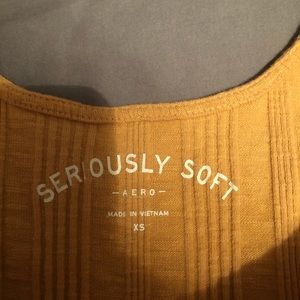 SERIOUSLY SOFT
— AERO —
MADE IN VIETNAM
XS